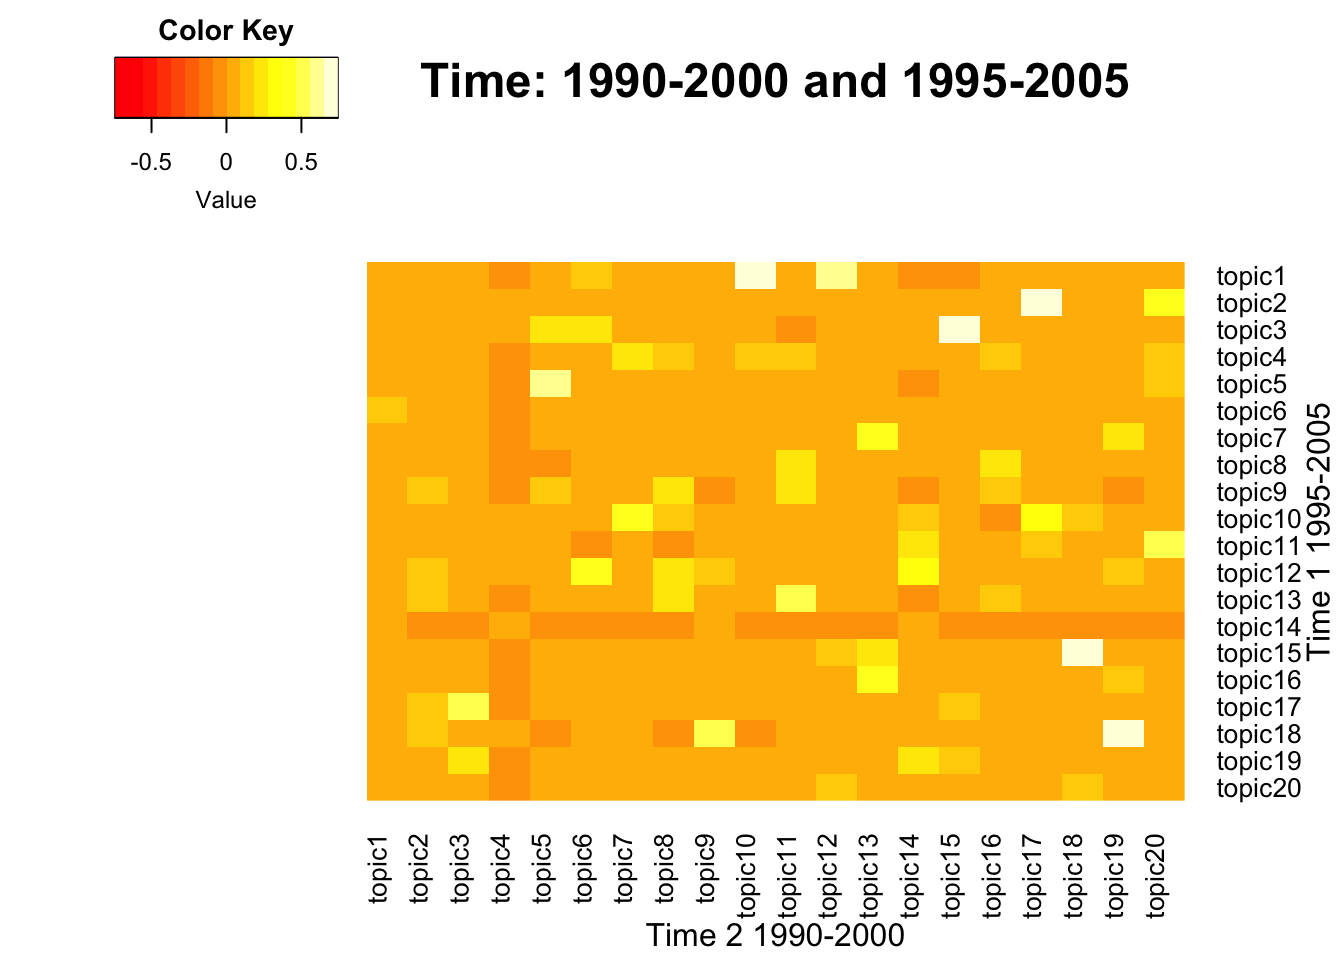 Color Key
Time: 1990-2000 and 1995-2005
-0.5 0 0.5
Value
topic1
topic2
topic3
topic4
topic5
topic6
topic7
topic8
topic9
topic10
topic11
topic12
topic13
topic14
topic15
topic16
topic17
topic18
topic19
topic20
Time 1 1995-2005
topic1
topic2
topic3
topic4
topic5
topic6
topic7
topic8
topic9
topic10
topic11
topic12
topic13
topic14
topic15
topic16
topic17
topic18
topic19
topic20
Time 2 1990-2000